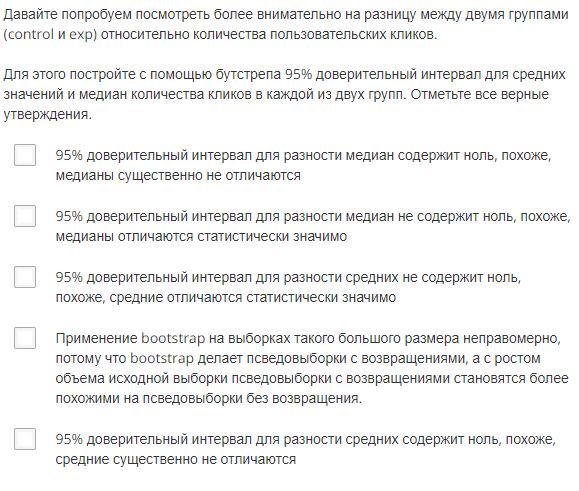 Давайте попробуем посмотреть более внимательно на разницу между двумя группами
(control и exp) относительно количества пользовательских кликов.
Для этого постройте с помощью бутстрепа 95% доверительный интервал для средних
значений и медиан количества кликов в каждой из двух групп. Отметьте все верные
утверждения.
95% доверительный интервал для разности медиан содержит ноль, похоже,
медианы существенно не отличаются
95% доверительный интервал для разности медиан не содержит ноль, похоже,
медианы отличаются статистически значимо
95% доверительный интервал для разности средних не содержит ноль,
похоже, средние отличаются статистически значимо
Применение bootstrap на выборках такого большого размера неправомерно,
потому что bootstrap делает псведовыборки с возвращениями, а с ростом
объема исходной выборки псведовыборки с возвращениями становятся более
похожими на псведовыборки без возвращения.
95% доверительный интервал для разности средних содержит ноль, похоже,
средние существенно не отличаются